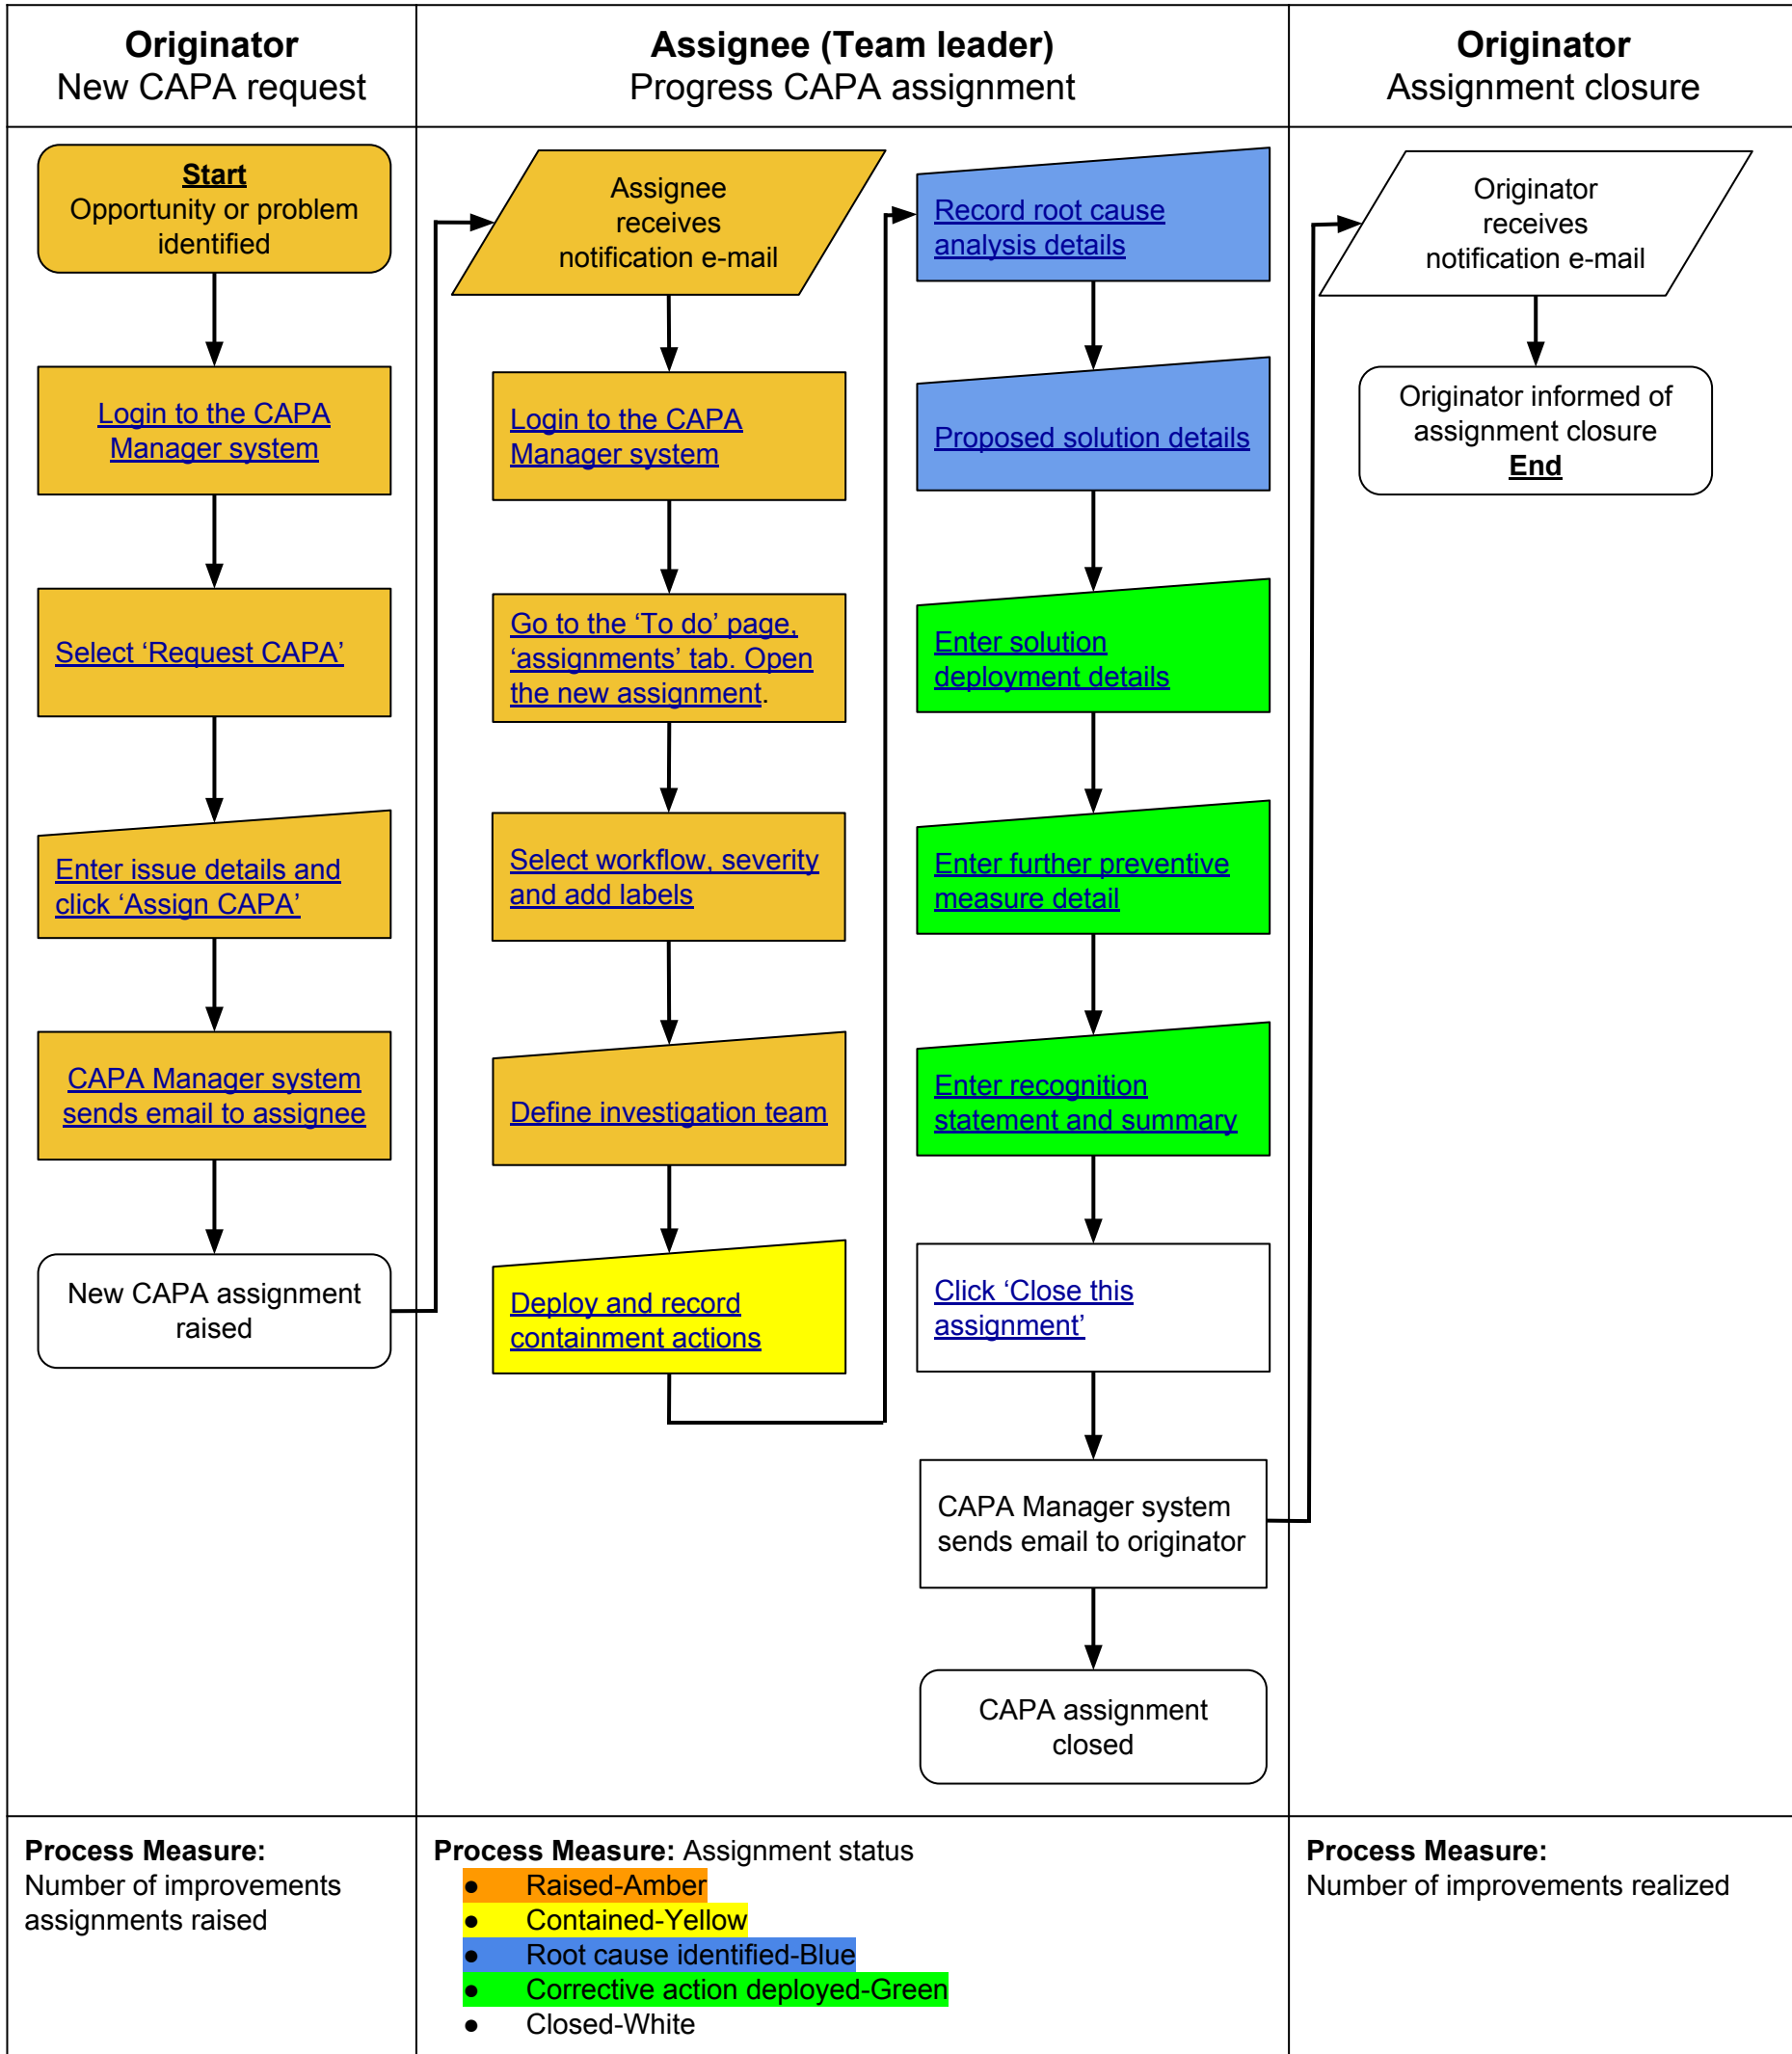 Originator
New CAPA request
Assignee (Team leader)
Progress CAPA assignment
Originator
Assignment closure
Start
Opportunity or problem
identified
Login to the CAPA
Manager system
Select ‘Request CAPA’
Enter issue details and
click ‘Assign CAPA’
CAPA Manager system
sends email to assignee
New CAPA assignment
raised
Assignee
receives
notification e-mail
Login to the CAPA
Manager system
Go to the ‘To do’ page,
‘assignments’ tab. Open
the new assignment.
Select workflow, severity
and add labels
Define investigation team
Deploy and record
containment actions
Record root cause
analysis details
Proposed solution details
Enter solution
deployment details
Enter further preventive
measure detail
Enter recognition
statement and summary
Click ‘Close this
assignment’
CAPA Manager system
sends email to originator
CAPA assignment
closed
Originator
receives
notification e-mail
Originator informed of
assignment closure
End
Process Measure:
Number of improvements
assignments raised
Process Measure: Assignment status
● Raised-Amber
● Contained-Yellow
● Root cause identified-Blue
● Corrective action deployed-Green
● Closed-White
Process Measure:
Number of improvements realized